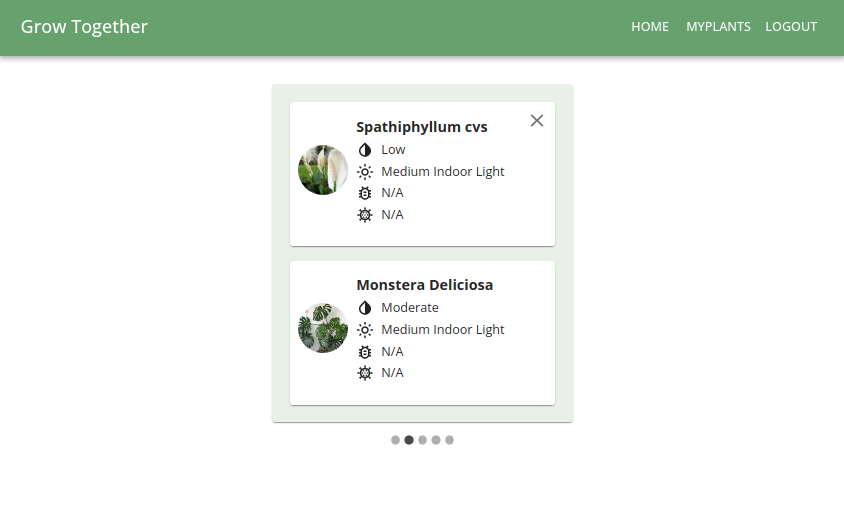 Grow Together
HOME MYPLANTS LOGOUT
Spathiphyllum cvs
Low
Medium Indoor Light
N/A
N/A
Monstera Deliciosa
Moderate
Medium Indoor Light
N/A
N/A